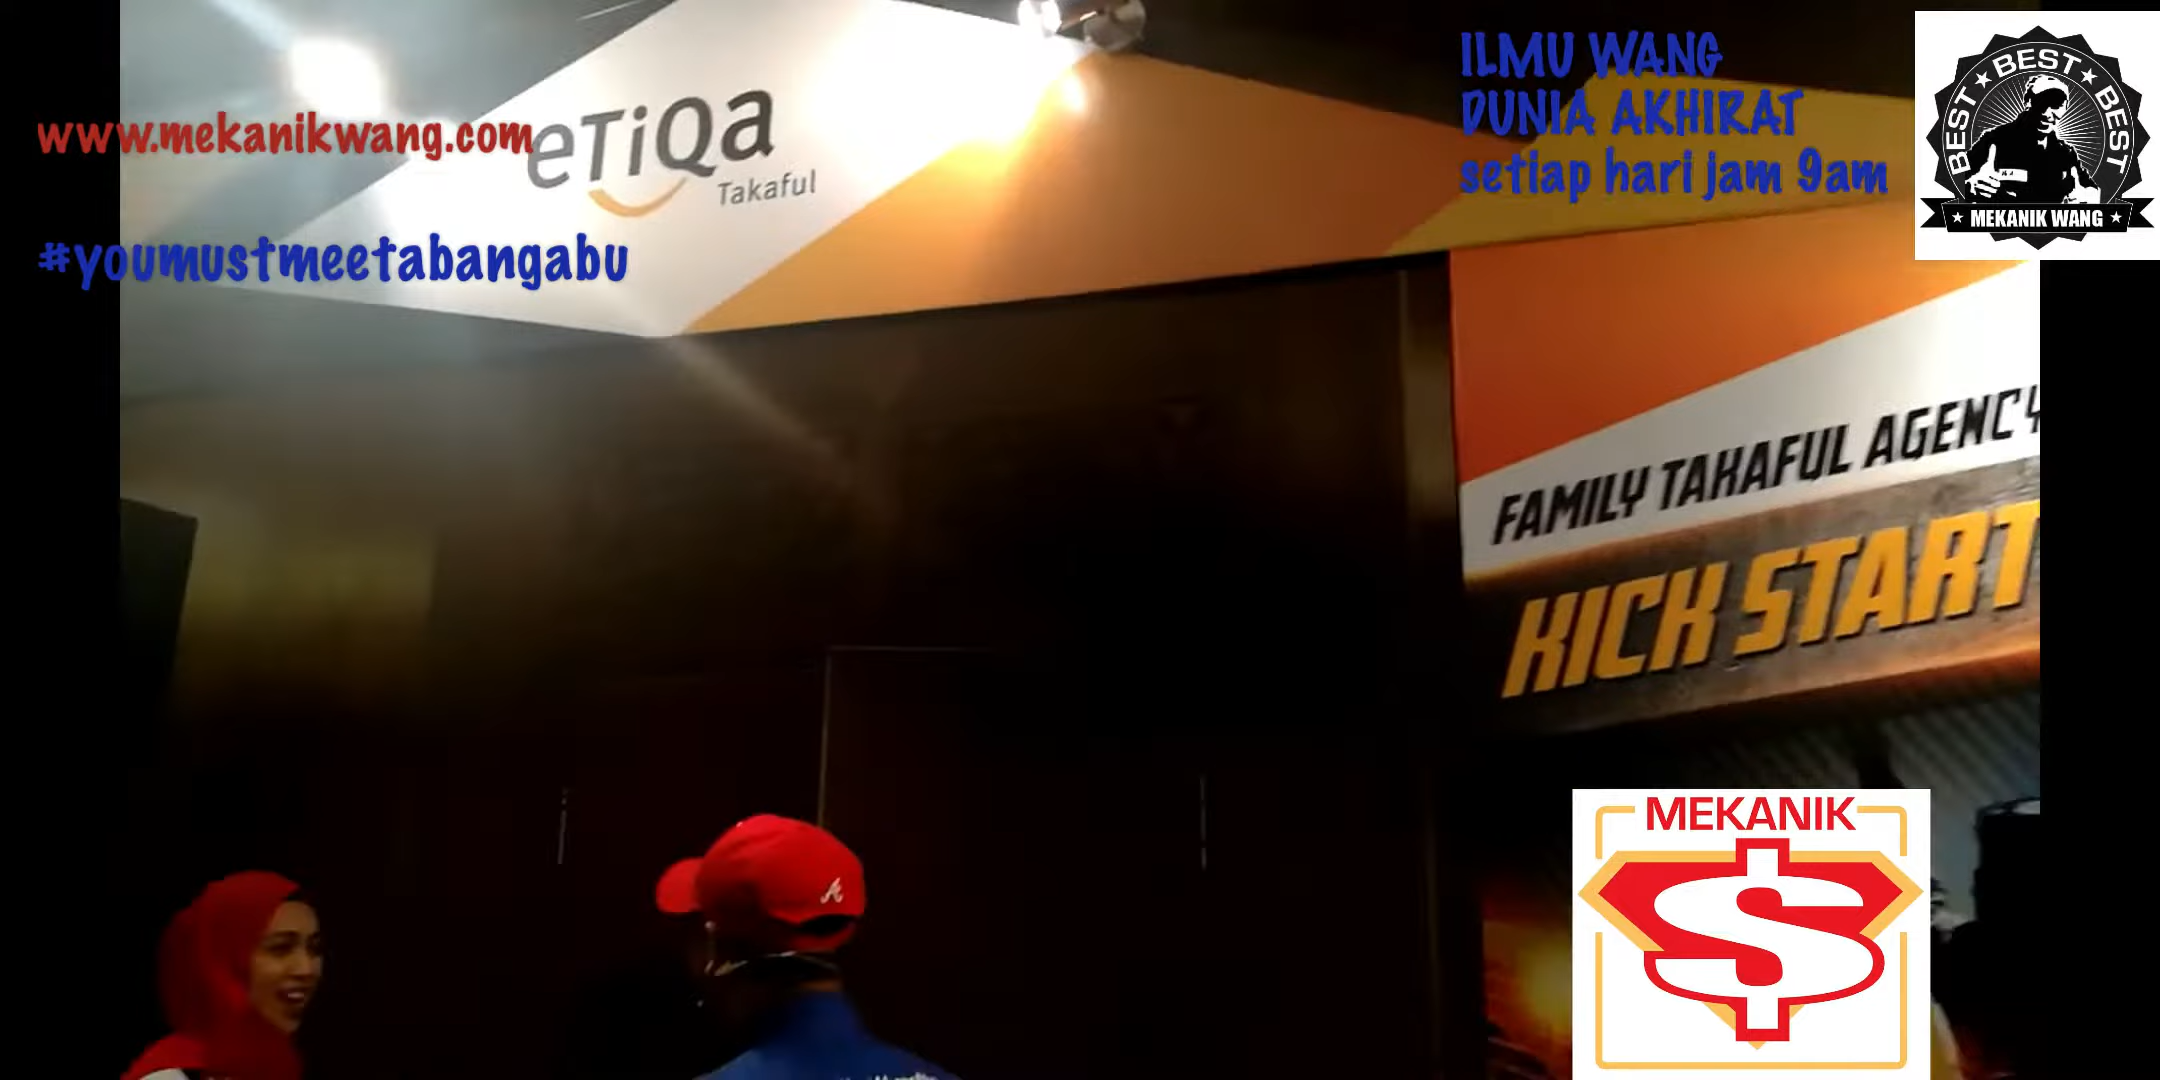 www.mekanikwang.com
#youmustmeetabangabu
eTiQa
Takaful
ILMU WANG
DUNIA AKHIRAT
setiap hari jam 9am
BEST BEST BEST
MEKANIK WANG
FAMILY TAKAFUL AGENCY
KICK START
MEKANIK
$
A